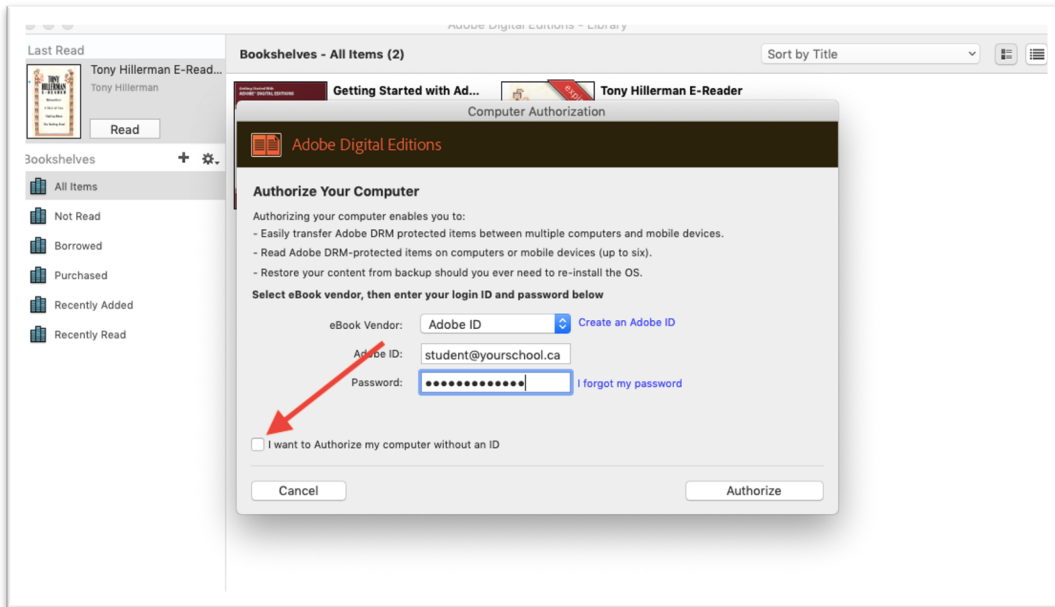 Adobe Digital Editions - Library
Last Read
Tony Hillerman E-Read...
Tony Hillerman
Read
Bookshelves
All Items
Not Read
Borrowed
Purchased
Recently Added
Recently Read
Bookshelves - All Items (2)
Sort by Title
Getting Started with Ad...
Tony Hillerman E-Reader
Computer Authorization
Adobe Digital Editions
Authorize Your Computer
Authorizing your computer enables you to:
- Easily transfer Adobe DRM protected items between multiple computers and mobile devices.
- Read Adobe DRM-protected items on computers or mobile devices (up to six).
- Restore your content from backup should you ever need to re-install the OS.
Select eBook vendor, then enter your login ID and password below
eBook Vendor: Adobe ID Create an Adobe ID
Adobe ID: student@yourschool.ca
Password: ••••••••••••• I forgot my password
I want to Authorize my computer without an ID
Cancel
Authorize